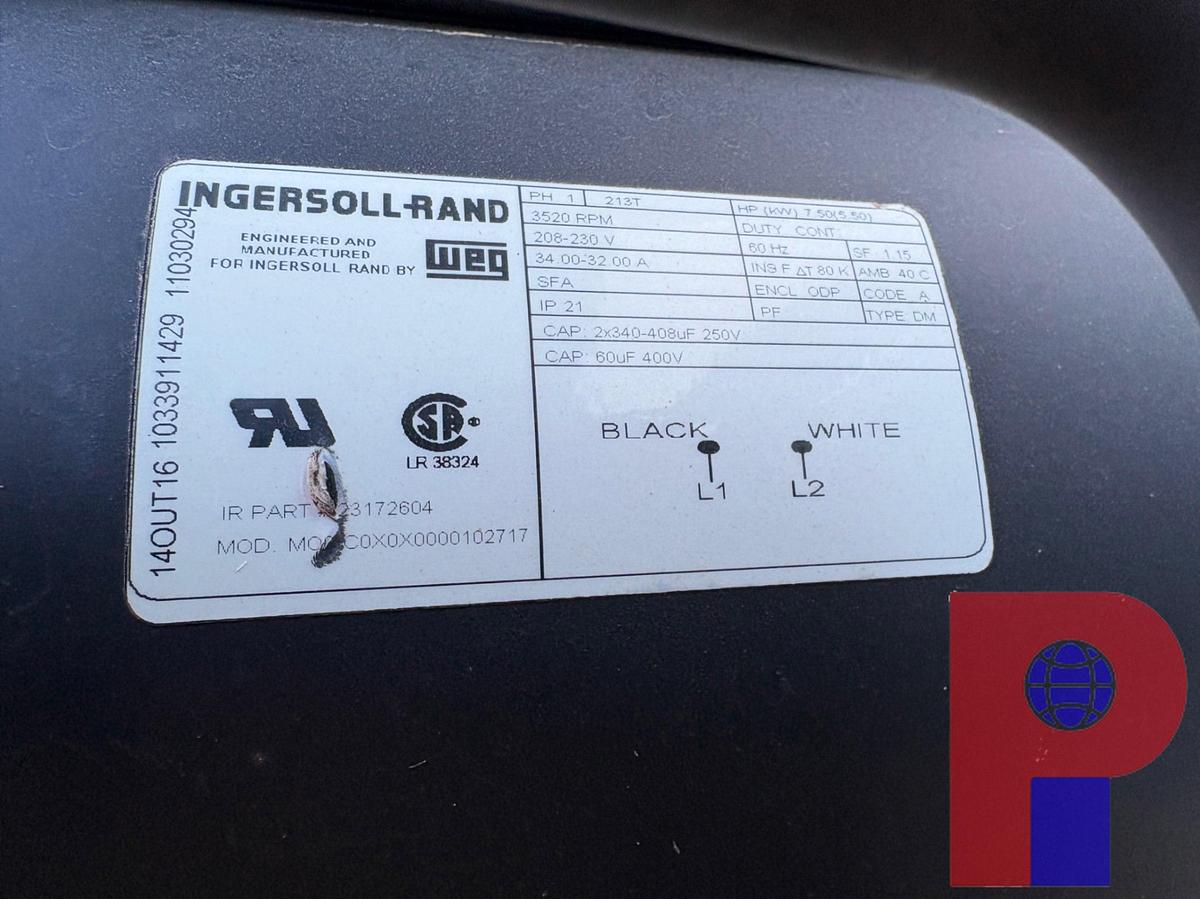 INGERSOLL-RAND
ENGINEERED AND
MANUFACTURED
FOR INGERSOLL RAND BY
WEG
14OUT16 1033911429 11030294
LR 38324
IR PART 23172604
MOD. C0X0X0000102717
PH 1 213T HP (kW) 7.50(5.50)
3520 RPM DUTY CONT.
208-230 V 60 Hz SF 1.15
34.00-32.00 A INS F ΔT 80 K AMB 40 C
SFA ENCL ODP CODE A
IP 21 PF TYPE DM
CAP: 2x340-408uF 250V
CAP: 60uF 400V
BLACK WHITE
L1 L2